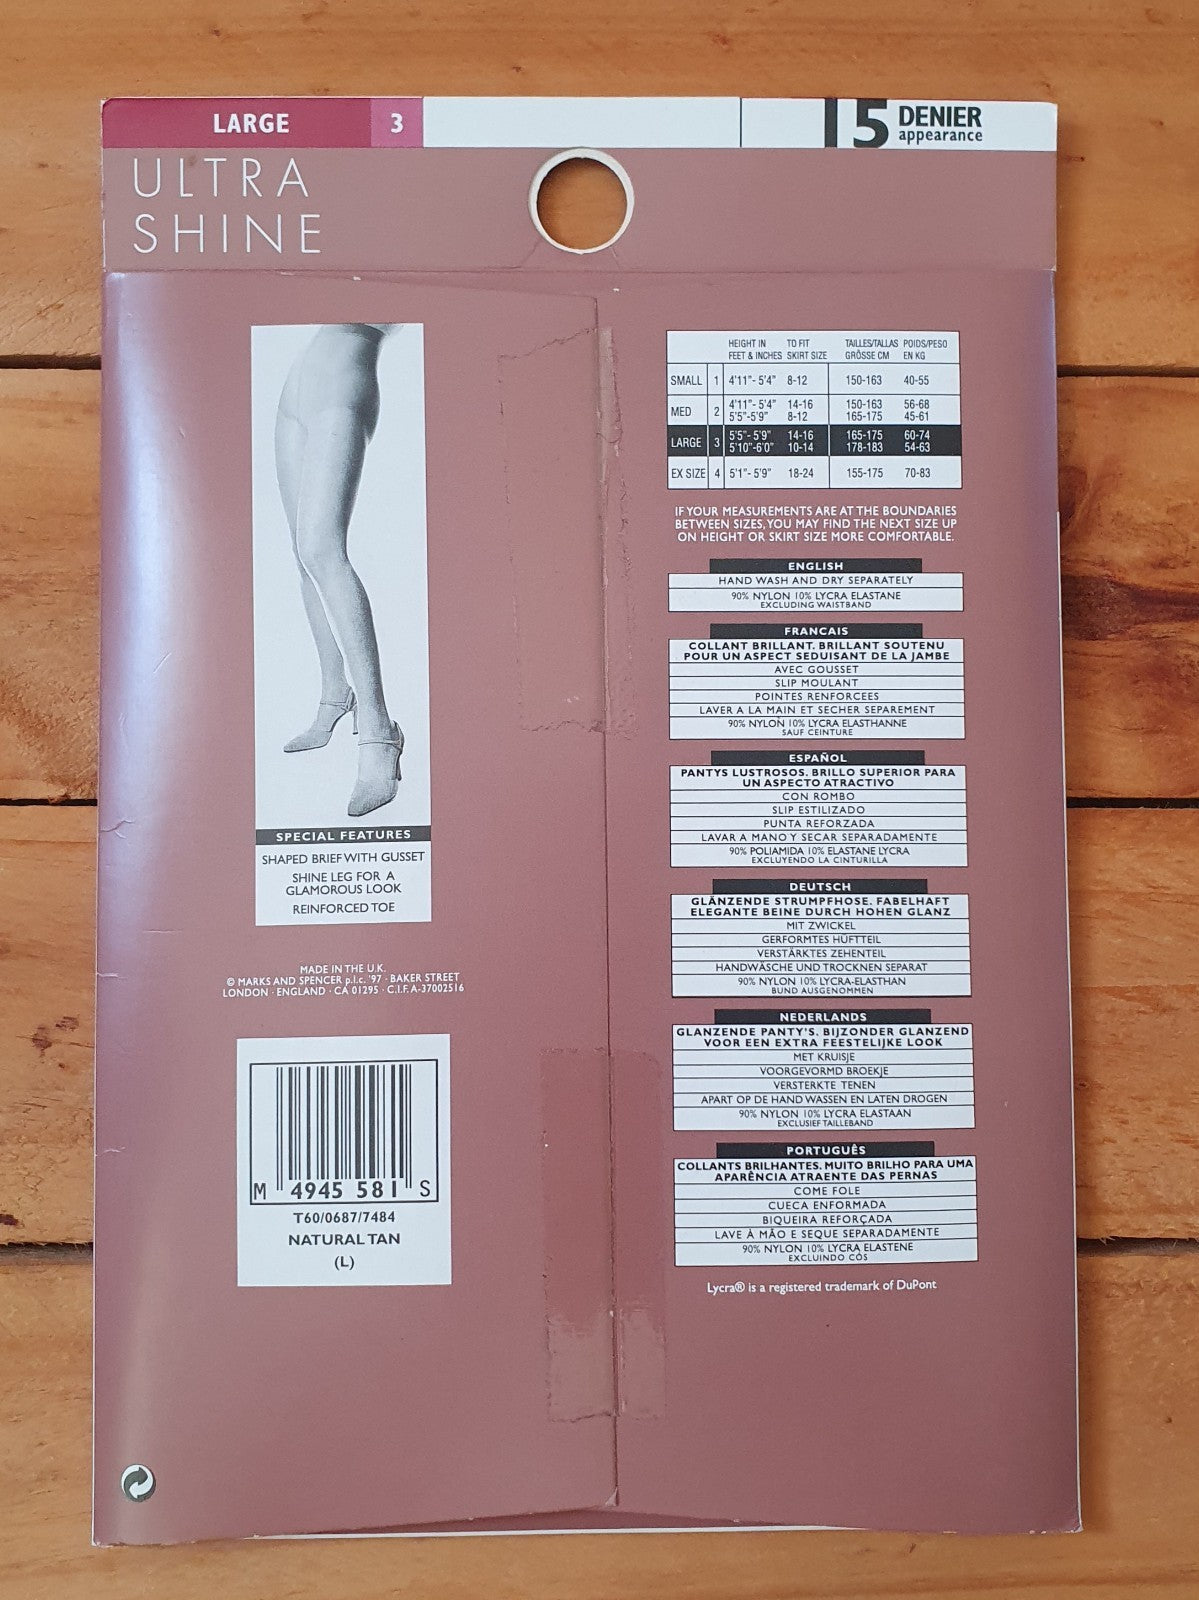 LARGE 3
15 DENIER
appearance
ULTRA
SHINE
HEIGHT IN TO FIT TAILLES/TALLAS POIDS/PESO
FEET & INCHES SKIRT SIZE GRÖSSE CM EN KG
SMALL 1 4'11"- 5'4" 8-12 150-163 40-55
MED 2 4'11"- 5'4" 14-16 150-163 56-68
5'5"-5'9" 8-12 165-175 45-61
LARGE 3 5'5"- 5'9" 14-16 165-175 60-74
5'10"-6'0" 10-14 178-183 54-63
EX SIZE 4 5'1"- 5'9" 18-24 155-175 70-83
IF YOUR MEASUREMENTS ARE AT THE BOUNDARIES
BETWEEN SIZES, YOU MAY FIND THE NEXT SIZE UP
ON HEIGHT OR SKIRT SIZE MORE COMFORTABLE.
ENGLISH
HAND WASH AND DRY SEPARATELY
90% NYLON 10% LYCRA ELASTANE
EXCLUDING WAISTBAND
FRANCAIS
COLLANT BRILLANT. BRILLANT SOUTENU
POUR UN ASPECT SEDUISANT DE LA JAMBE
AVEC GOUSSET
SLIP MOULANT
POINTES RENFORCEES
LAVER A LA MAIN ET SECHER SEPAREMENT
90% NYLON 10% LYCRA ELASTHANNE
SAUF CEINTURE
ESPAÑOL
PANTYS LUSTROSOS. BRILLO SUPERIOR PARA
UN ASPECTO ATRACTIVO
CON ROMBO
SLIP ESTILIZADO
PUNTA REFORZADA
LAVAR A MANO Y SECAR SEPARADAMENTE
90% POLIAMIDA 10% ELASTANE LYCRA
EXCLUYENDO LA CINTURILLA
DEUTSCH
GLÄNZENDE STRUMPFHOSE. FABELHAFT
ELEGANTE BEINE DURCH HOHEN GLANZ
MIT ZWICKEL
GERFORMTES HÜFTTEIL
VERSTÄRKTES ZEHENTEIL
HANDWÄSCHE UND TROCKNEN SEPARAT
90% NYLON 10% LYCRA-ELASTHAN
BUND AUSGENOMMEN
NEDERLANDS
GLANZENDE PANTY'S. BIJZONDER GLANZEND
VOOR EEN EXTRA FEESTELIJKE LOOK
MET KRUISJE
VOORGEVORMD BROEKJE
VERSTERKTE TENEN
APART OP DE HAND WASSEN EN LATEN DROGEN
90% NYLON 10% LYCRA ELASTAAN
EXCLUSIEF TAILLEBAND
PORTUGUÊS
COLLANTS BRILHANTES. MUITO BRILHO PARA UMA
APARÊNCIA ATRAENTE DAS PERNAS
COME FOLE
CUECA ENFORMADA
BIQUEIRA REFORÇADA
LAVE À MÃO E SEQUE SEPARADAMENTE
90% NYLON 10% LYCRA ELASTENE
EXCLUINDO CÓS
Lycra® is a registered trademark of DuPont
SPECIAL FEATURES
SHAPED BRIEF WITH GUSSET
SHINE LEG FOR A
GLAMOROUS LOOK
REINFORCED TOE
MADE IN THE U.K.
© MARKS AND SPENCER p.l.c. '97 · BAKER STREET
LONDON · ENGLAND · CA 01295 · C.I.F. A-37002516
M 4945 581 S
T60/0687/7484
NATURAL TAN
(L)